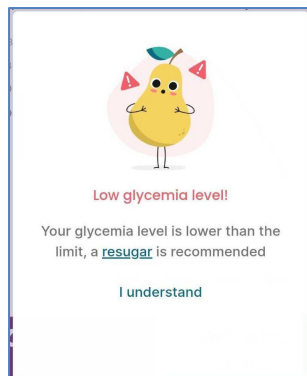 Low glycemia level!
Your glycemia level is lower than the
limit, a resugar is recommended
I understand